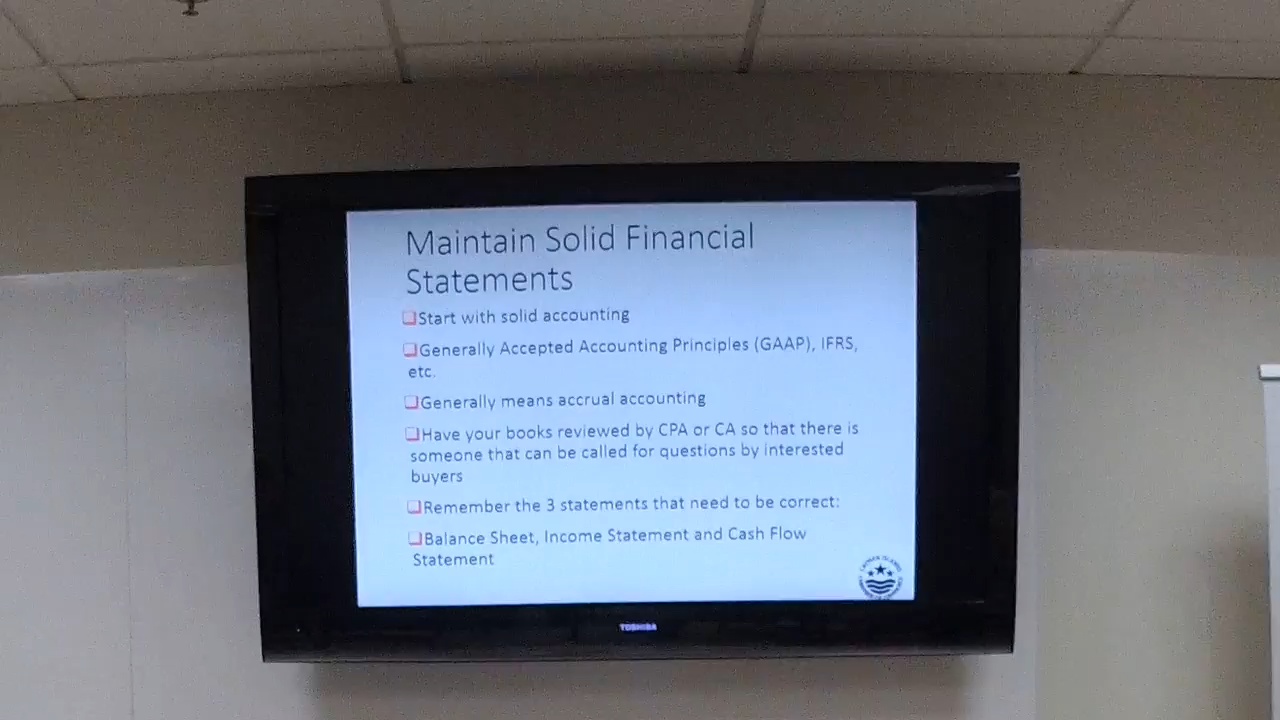 Maintain Solid Financial
Statements
Start with solid accounting
Generally Accepted Accounting Principles (GAAP), IFRS,
etc.
Generally means accrual accounting
Have your books reviewed by CPA or CA so that there is
someone that can be called for questions by interested
buyers
Remember the 3 statements that need to be correct:
Balance Sheet, Income Statement and Cash Flow
Statement
TOSHIBA